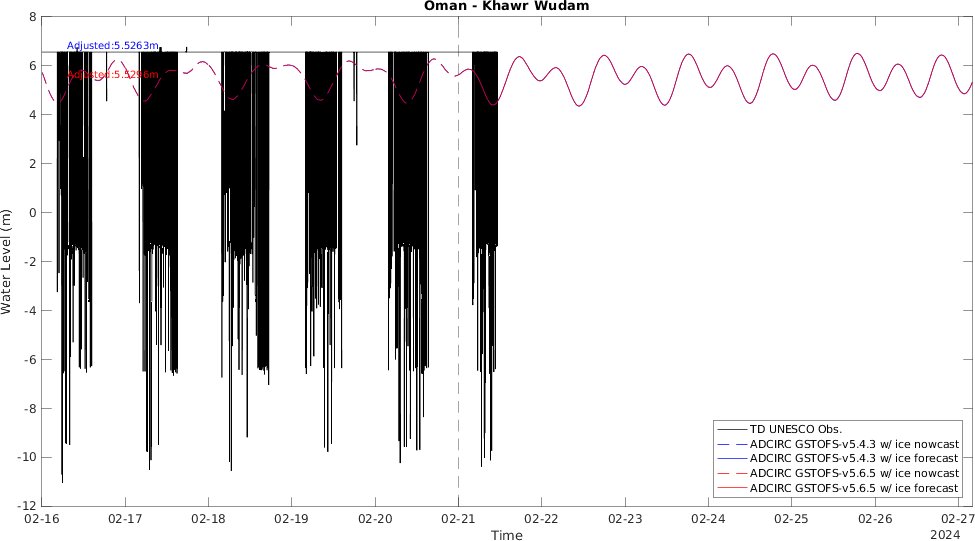 Oman - Khawr Wudam
8
6
4
2
0
-2
-4
-6
-8
-10
-12
Water Level (m)
Adjusted:5.5263m
Adjusted:5.5296m
TD UNESCO Obs.
ADCIRC GSTOFS-v5.4.3 w/ ice nowcast
ADCIRC GSTOFS-v5.4.3 w/ ice forecast
ADCIRC GSTOFS-v5.6.5 w/ ice nowcast
ADCIRC GSTOFS-v5.6.5 w/ ice forecast
02-16 02-17 02-18 02-19 02-20 02-21 02-22 02-23 02-24 02-25 02-26 02-27
Time
2024